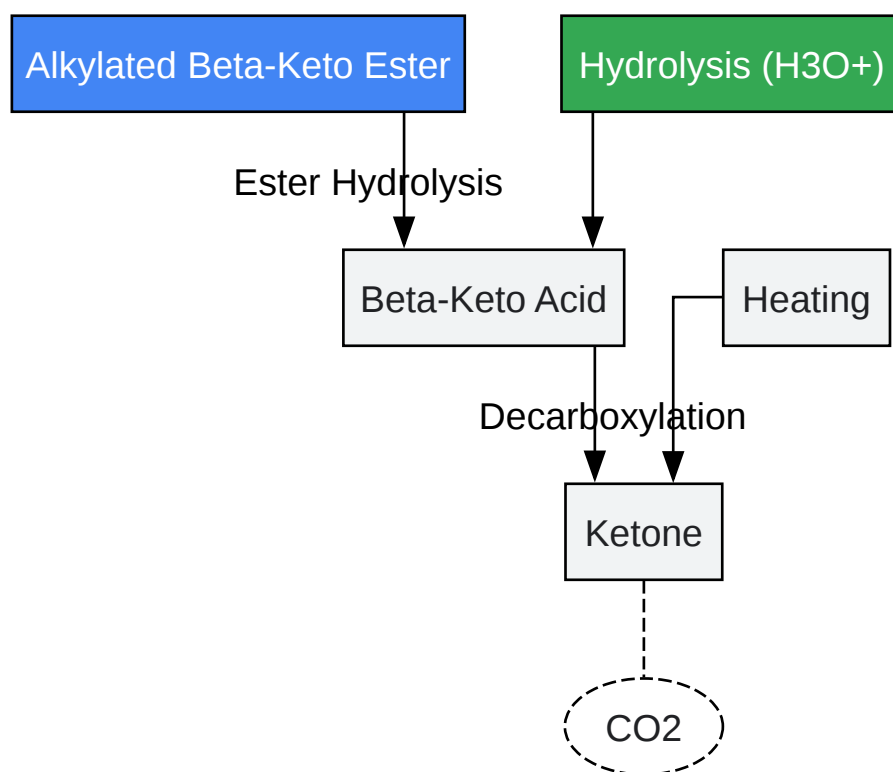 Alkylated Beta-Keto Ester
Hydrolysis (H3O+)
Ester Hydrolysis
Beta-Keto Acid
Heating
Decarboxylation
Ketone
CO2